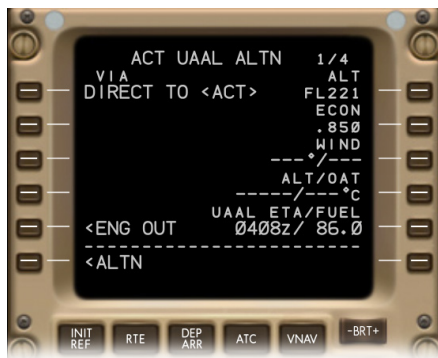 ACT UAAL ALTN 1/4
VIA ALT
DIRECT TO <ACT> FL221
ECON
.850
WIND
---°/---
ALT/OAT
-----/---°C
UAAL ETA/FUEL
<ENG OUT 0408z/ 86.0
------------------------------
<ALTN
INIT REF RTE DEP ARR ATC VNAV -BRT+